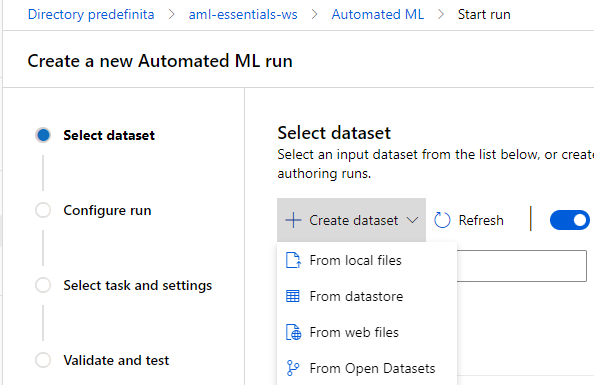 Directory predefinita > aml-essentials-ws > Automated ML > Start run
Create a new Automated ML run
Select dataset
Configure run
Select task and settings
Validate and test
Select dataset
Select an input dataset from the list below, or create
authoring runs.
Create dataset
Refresh
From local files
From datastore
From web files
From Open Datasets